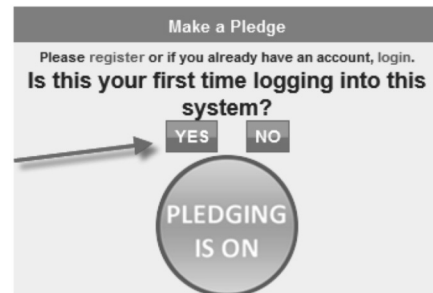 Make a Pledge
Please register or if you already have an account, login.
Is this your first time logging into this
system?
YES NO
PLEDGING
IS ON